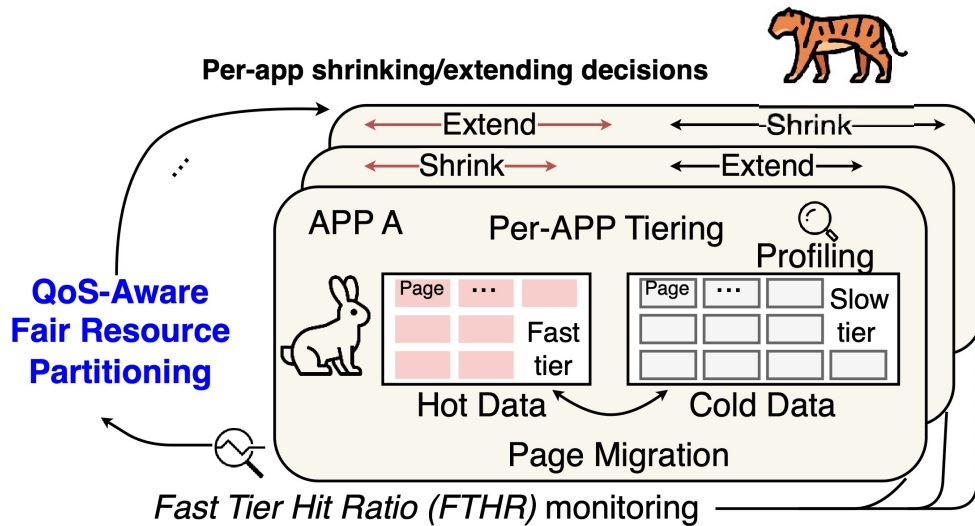 Per-app shrinking/extending decisions
Extend Shrink
Shrink Extend
...
APP A
Per-APP Tiering
Profiling
QoS-Aware
Fair Resource
Partitioning
Page ...
Fast
tier
Page ...
Slow
tier
Hot Data
Cold Data
Page Migration
Fast Tier Hit Ratio (FTHR) monitoring